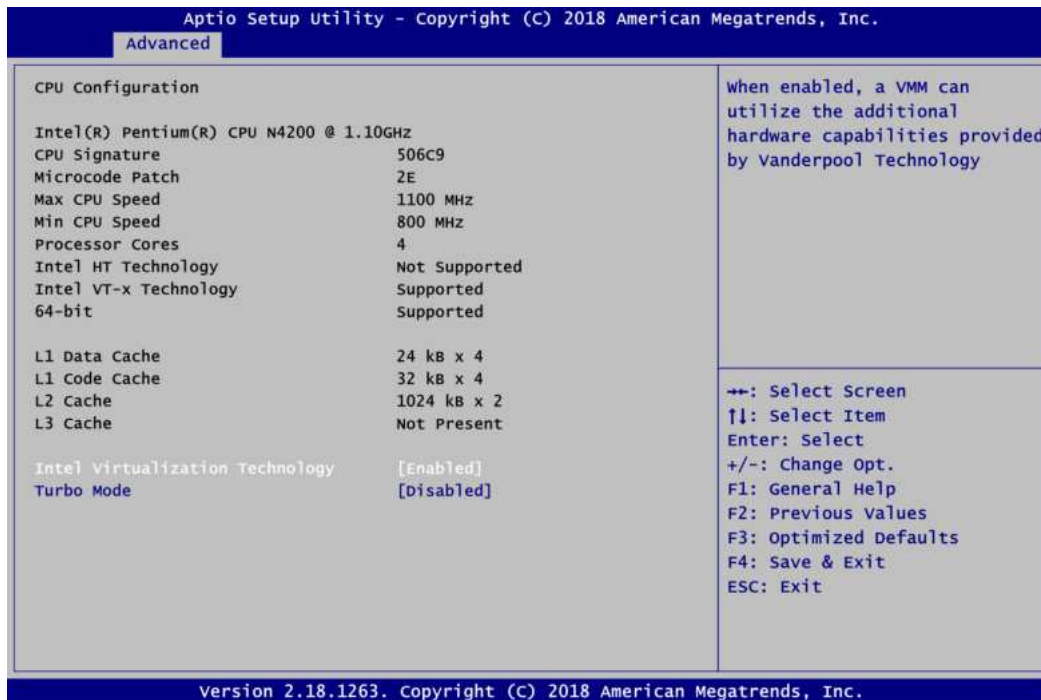 Aptio Setup Utility - Copyright (C) 2018 American Megatrends, Inc.
Advanced
CPU Configuration
Intel(R) Pentium(R) CPU N4200 @ 1.10GHz
CPU Signature 506C9
Microcode Patch 2E
Max CPU Speed 1100 MHz
Min CPU Speed 800 MHz
Processor Cores 4
Intel HT Technology Not Supported
Intel VT-x Technology Supported
64-bit Supported
L1 Data Cache 24 kB x 4
L1 Code Cache 32 kB x 4
L2 Cache 1024 kB x 2
L3 Cache Not Present
Intel Virtualization Technology [Enabled]
Turbo Mode [Disabled]
When enabled, a VMM can
utilize the additional
hardware capabilities provided
by Vanderpool Technology
→←: Select Screen
↑↓: Select Item
Enter: Select
+/-: Change Opt.
F1: General Help
F2: Previous Values
F3: Optimized Defaults
F4: Save & Exit
ESC: Exit
Version 2.18.1263. Copyright (C) 2018 American Megatrends, Inc.